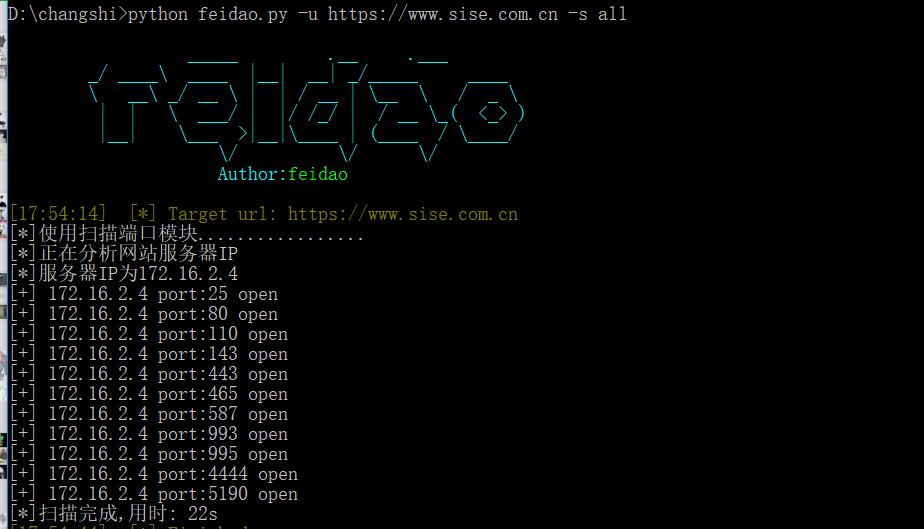 D:\changshi>python feidao.py -u https://www.sise.com.cn -s all
feidao
Author:feidao
[17:54:14] [*] Target url: https://www.sise.com.cn
[*]使用扫描端口模块.................
[*]正在分析网站服务器IP
[*]服务器IP为172.16.2.4
[+] 172.16.2.4 port:25 open
[+] 172.16.2.4 port:80 open
[+] 172.16.2.4 port:110 open
[+] 172.16.2.4 port:143 open
[+] 172.16.2.4 port:443 open
[+] 172.16.2.4 port:465 open
[+] 172.16.2.4 port:587 open
[+] 172.16.2.4 port:993 open
[+] 172.16.2.4 port:995 open
[+] 172.16.2.4 port:4444 open
[+] 172.16.2.4 port:5190 open
[*]扫描完成,用时: 22s